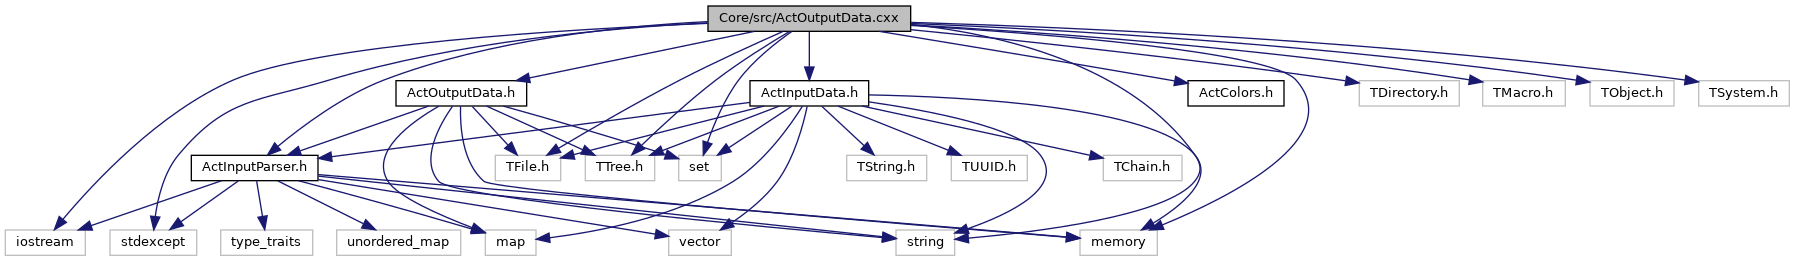 Core/src/ActOutputData.cxx
ActOutputData.h
ActInputData.h
ActColors.h
TDirectory.h
TMacro.h
TObject.h
TSystem.h
ActInputParser.h
TFile.h
TTree.h
set
TString.h
TUUID.h
TChain.h
iostream
stdexcept
type_traits
unordered_map
map
vector
string
memory